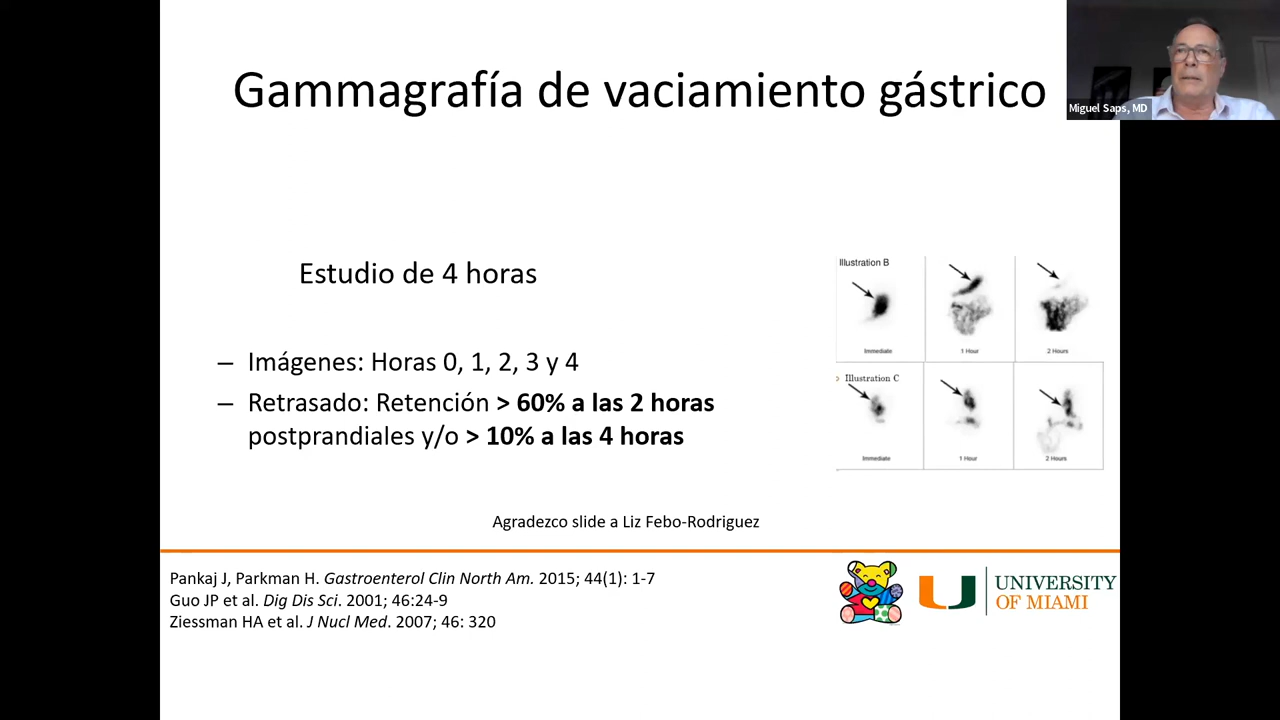 Gammagrafía de vaciamiento gástrico
Miguel Saps, MD
Estudio de 4 horas
– Imágenes: Horas 0, 1, 2, 3 y 4
– Retrasado: Retención > 60% a las 2 horas
postprandiales y/o > 10% a las 4 horas
Illustration B
Immediate
1 Hour
2 Hours
Illustration C
Immediate
1 Hour
2 Hours
Agradezco slide a Liz Febo-Rodriguez
Pankaj J, Parkman H. Gastroenterol Clin North Am. 2015; 44(1): 1-7
Guo JP et al. Dig Dis Sci. 2001; 46:24-9
Ziessman HA et al. J Nucl Med. 2007; 46: 320
UNIVERSITY
OF MIAMI